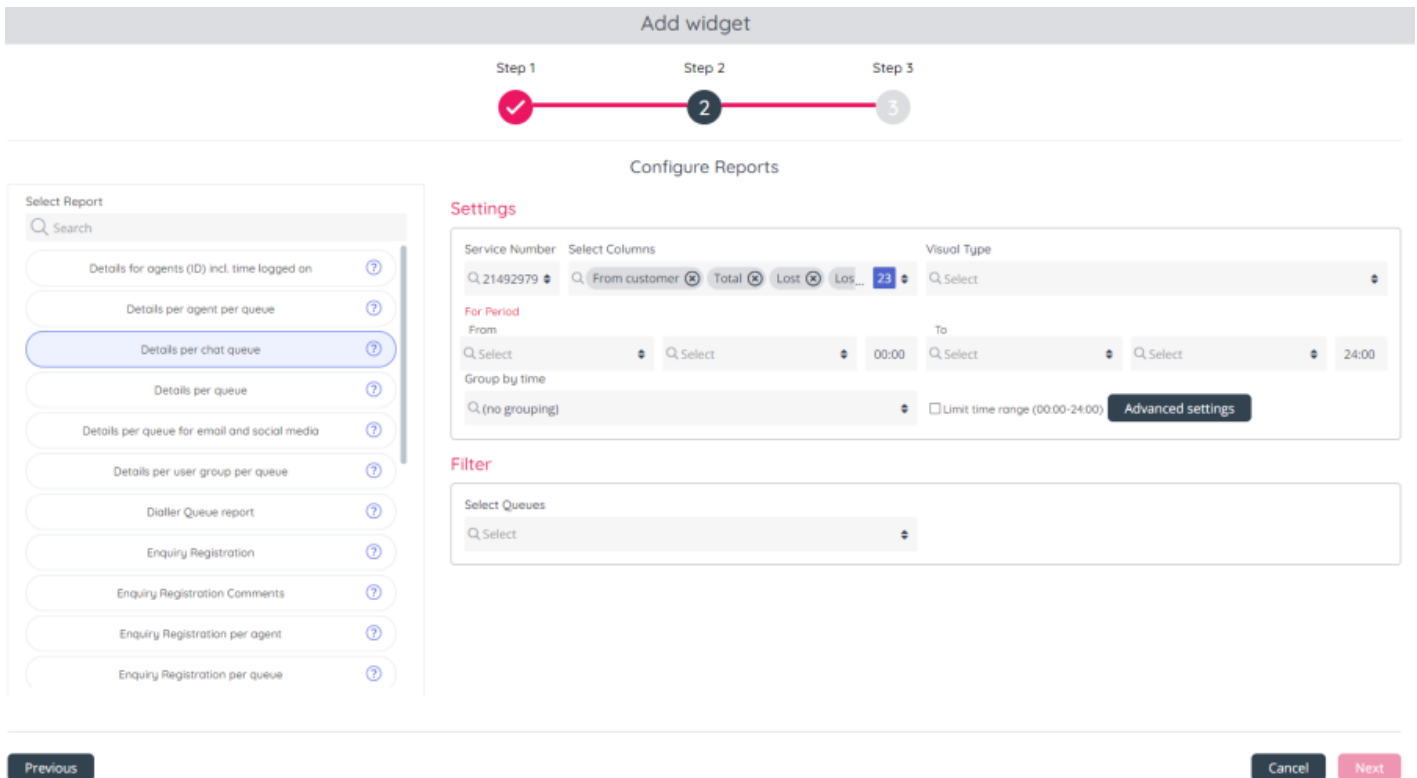 Add widget
Step 1
Step 2
Step 3
2
3
Configure Reports
Select Report
Search
Details for agents (ID) incl. time logged on
Details per agent per queue
Details per chat queue
Details per queue
Details per queue for email and social media
Details per user group per queue
Dialler Queue report
Enquiry Registration
Enquiry Registration Comments
Enquiry Registration per agent
Enquiry Registration per queue
Settings
Service Number Select Columns Visual Type
21492979 From customer Total Lost Los... 23 Select
For Period
From To
Select Select 00:00 Select Select 24:00
Group by time
(no grouping) Limit time range (00:00-24:00) Advanced settings
Filter
Select Queues
Select
Previous Cancel Next